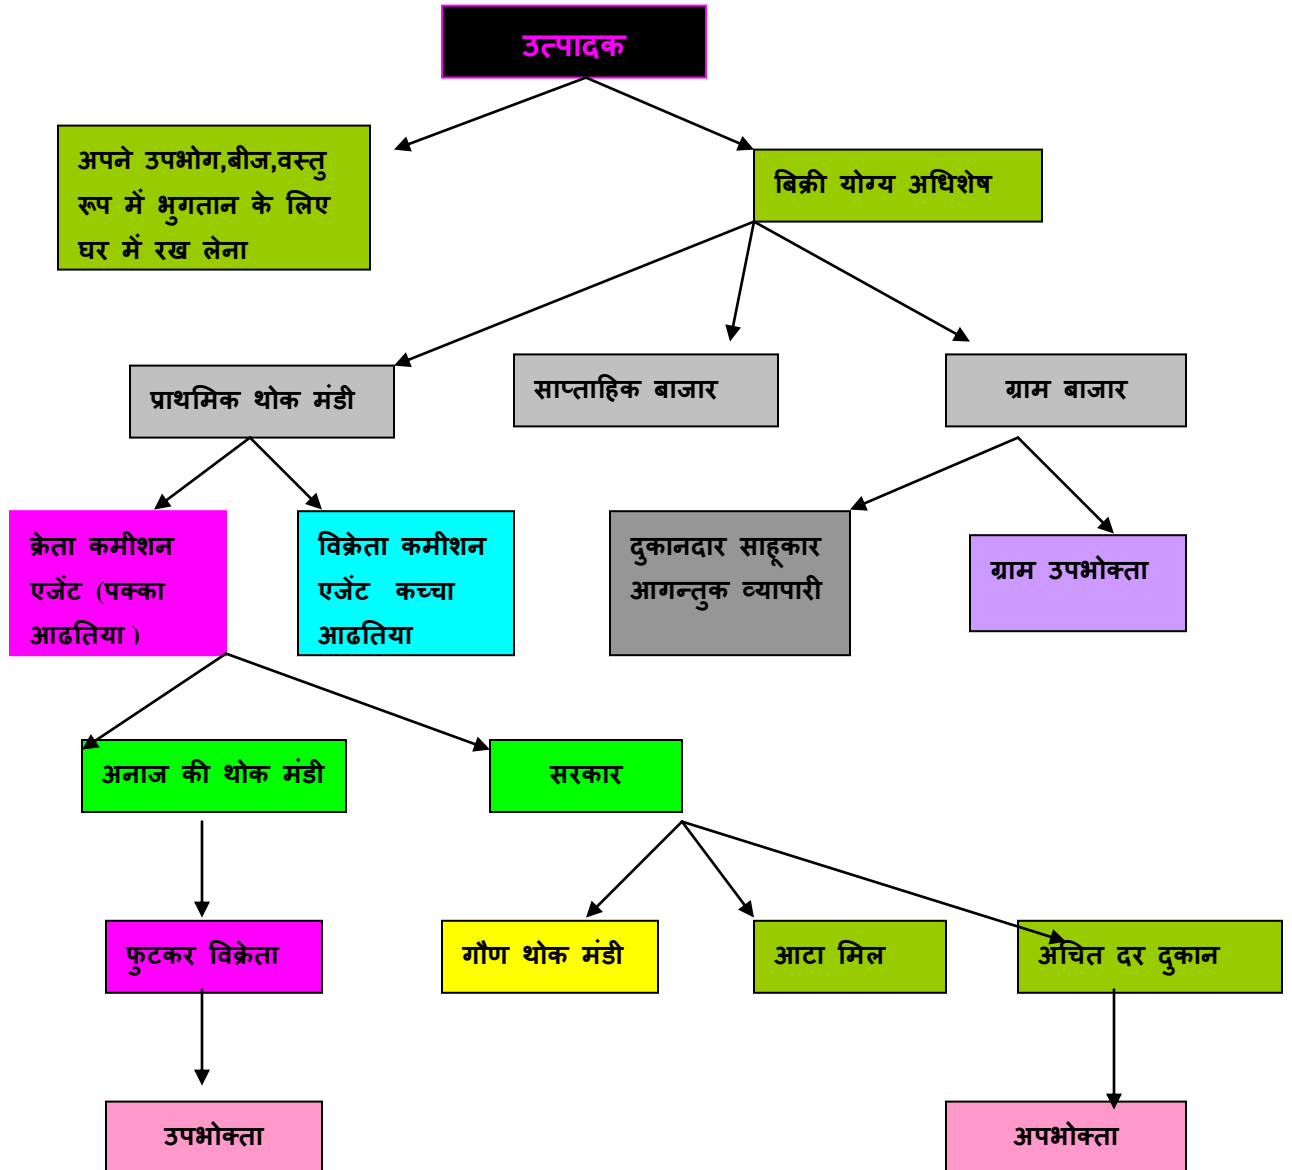 उत्पादक
अपने उपभोग,बीज,वस्तु
रूप में भुगतान के लिए
घर में रख लेना
बिक्री योग्य अधिशेष
प्राथमिक थोक मंडी
साप्ताहिक बाजार
ग्राम बाजार
क्रेता कमीशन
एजेंट (पक्का
आढतिया )
विक्रेता कमीशन
एजेंट कच्चा
आढतिया
दुकानदार साहूकार
आगन्तुक व्यापारी
ग्राम उपभोक्ता
अनाज की थोक मंडी
सरकार
फुटकर विक्रेता
गौण थोक मंडी
आटा मिल
अचित दर दुकान
उपभोक्ता
अपभोक्ता